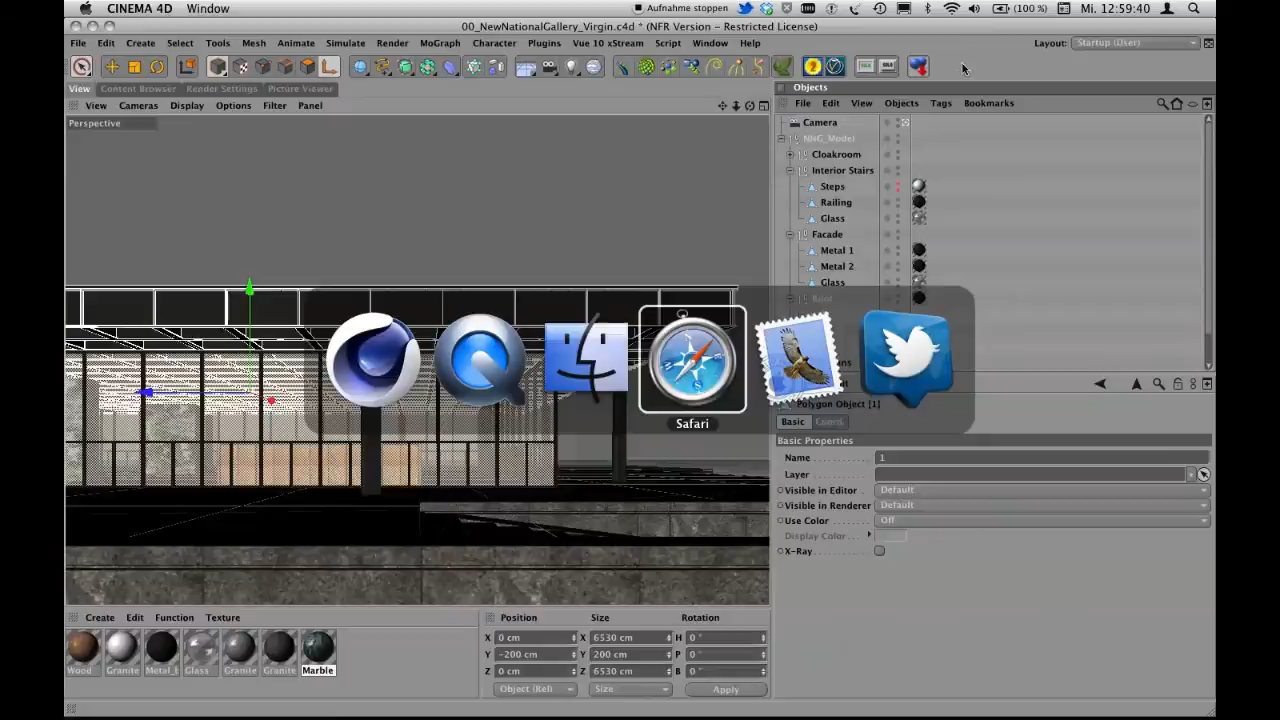 CINEMA 4D Window Aufnahme stoppen (100 %) Mi. 12:59:40
00_NewNationalGallery_Virgin.c4d * (NFR Version - Restricted License)
File Edit Create Select Tools Mesh Animate Simulate Render MoGraph Character Plugins Vue 10 xStream Script Window Help Layout: Startup (User)
View Content Browser Render Settings Picture Viewer
Objects
View Cameras Display Options Filter Panel
File Edit View Objects Tags Bookmarks
Perspective
Camera
NNG_Model
Cloakroom
Interior Stairs
Steps
Railing
Glass
Facade
Metal 1
Metal 2
Glass
Safari
Polygon Object [1]
Basic Coord.
Basic Properties
Name 1
Layer
Visible in Editor Default
Visible in Renderer Default
Use Color Off
Display Color
X-Ray
Create Edit Function Texture
Wood Granite Metal_ Glass Granite Granite Marble
Position Size Rotation
X 0 cm X 6530 cm H 0 °
Y -200 cm Y 200 cm P 0 °
Z 0 cm Z 6530 cm B 0 °
Object (Rel) Size Apply